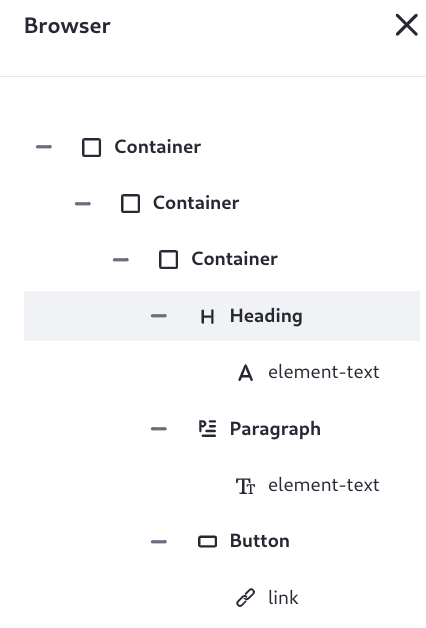 Browser
Container
Container
Container
Heading
element-text
Paragraph
element-text
Button
link